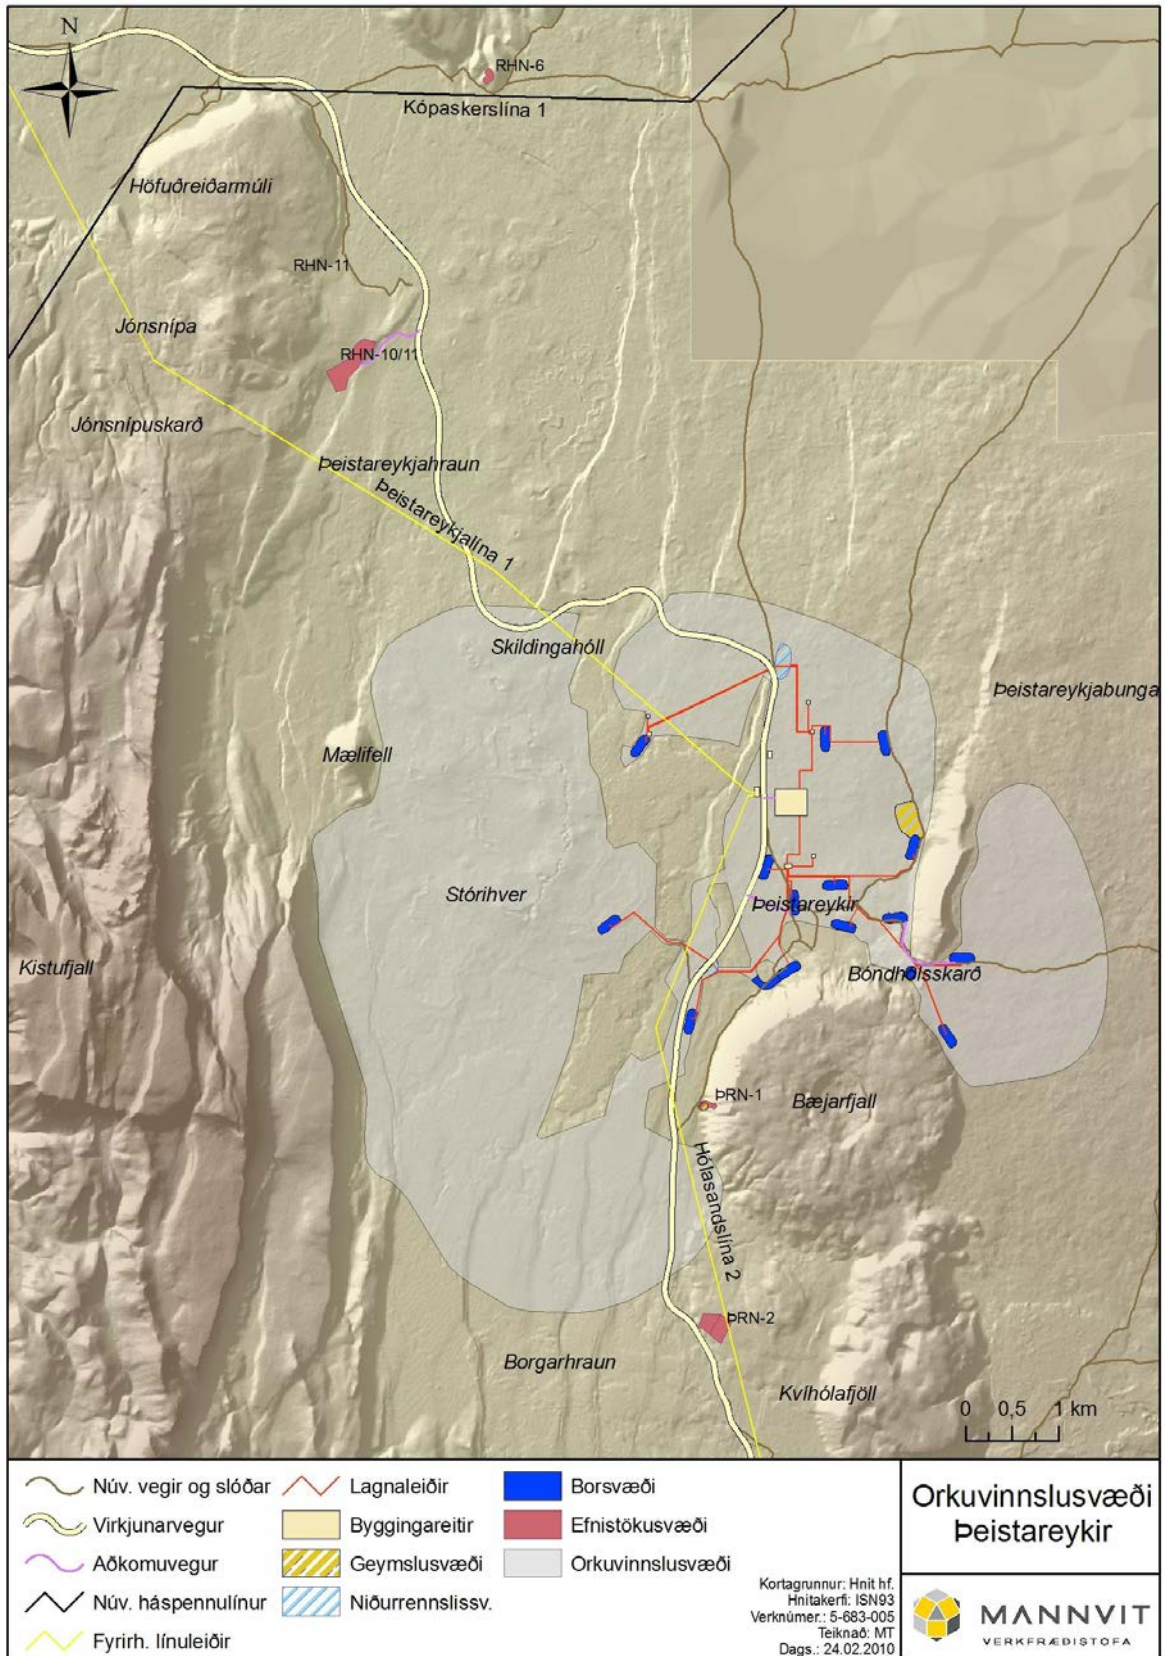 N
RHN-6
Kópaskerslína 1
Höfuðreiðarmúli
RHN-11
Jónsnípa
RHN-10/11
Jónsnípuskarð
Þeistareykjahraun
Þeistareykjalína 1
Skildingahóll
Þeistareykjabunga
Mælifell
Stórihver
Þeistareykir
Kistufjall
Bóndhólsskarð
ÞRN-1
Bæjarfjall
Hólasandslína 2
ÞRN-2
Borgarhraun
Kvíhólafjöll
0 0,5 1 km
Núv. vegir og slóðar
Virkjunarvegur
Aðkomuvegur
Núv. háspennulínur
Fyrirh. línuleiðir
Lagnaleiðir
Byggingareitir
Geymslusvæði
Niðurrennslissv.
Borsvæði
Efnistökusvæði
Orkuvinnslusvæði
Kortagrunnur: Hnit hf.
Hnitakerfi: ISN93
Verknúmer.: 5-683-005
Teiknað: MT
Dags.: 24.02.2010
Orkuvinnslusvæði
Þeistareykir
MANNVIT
VERKFRÆÐISTOFA